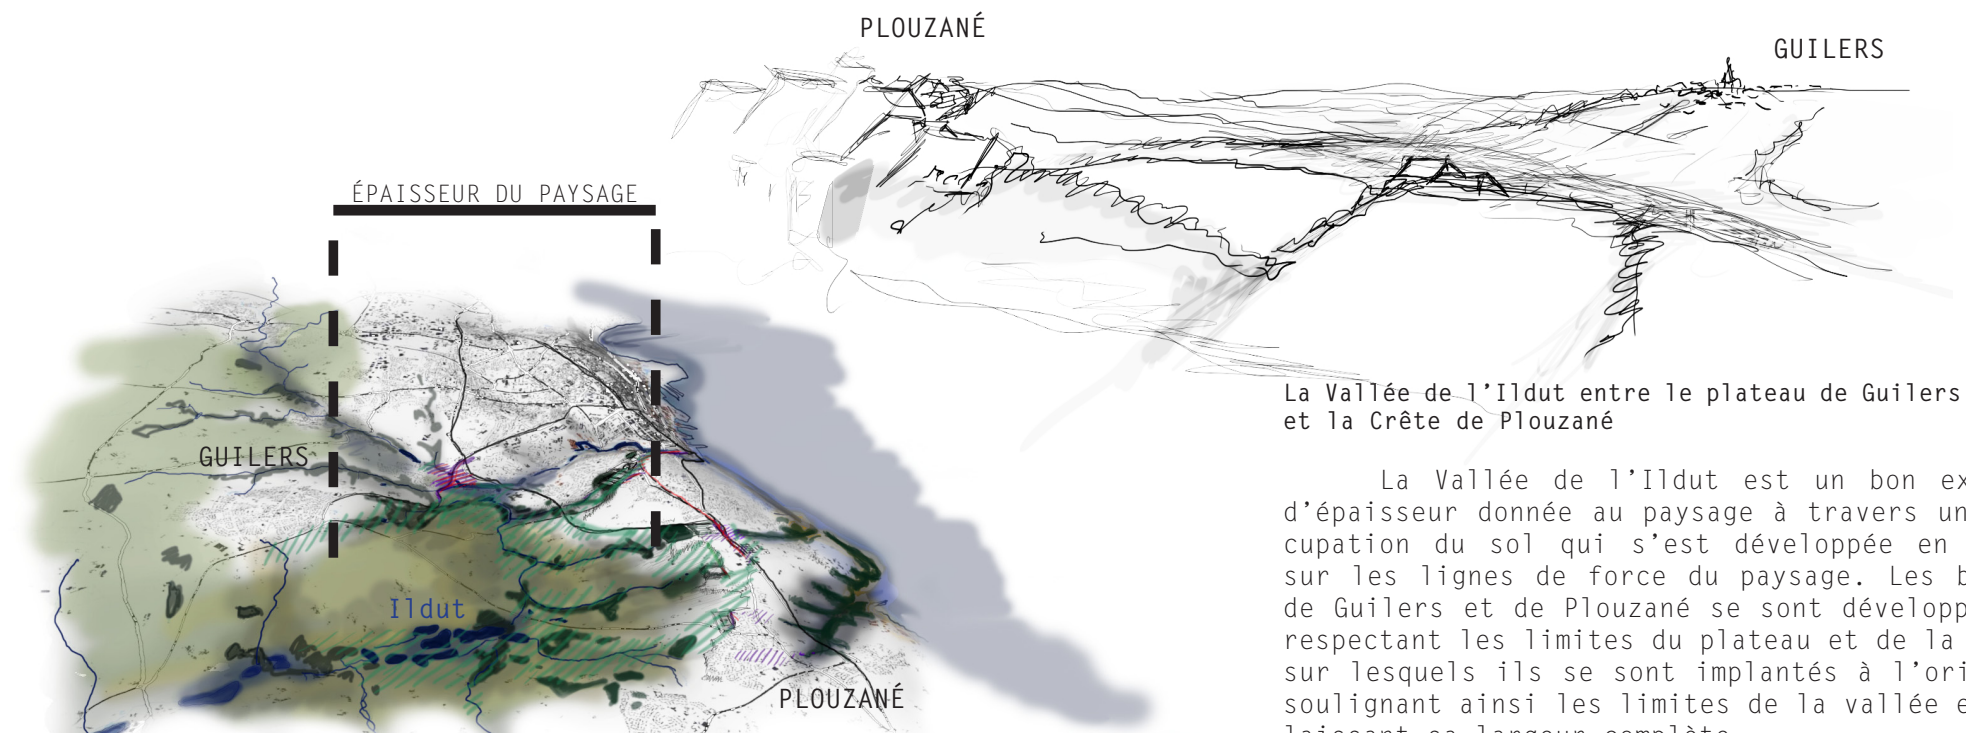 PLOUZANÉ
GUILERS
ÉPAISSEUR DU PAYSAGE
GUILERS
Ildut
PLOUZANÉ
La Vallée de l'Ildut entre le plateau de Guilers
et la Crête de Plouzané
La Vallée de l'Ildut est un bon ex
d'épaisseur donnée au paysage à travers un
cupation du sol qui s'est développée en
sur les lignes de force du paysage. Les b
de Guilers et de Plouzané se sont développ
respectant les limites du plateau et de la
sur lesquels ils se sont implantés à l'ori
soulignant ainsi les limites de la vallée e
laissant sa largeur complète